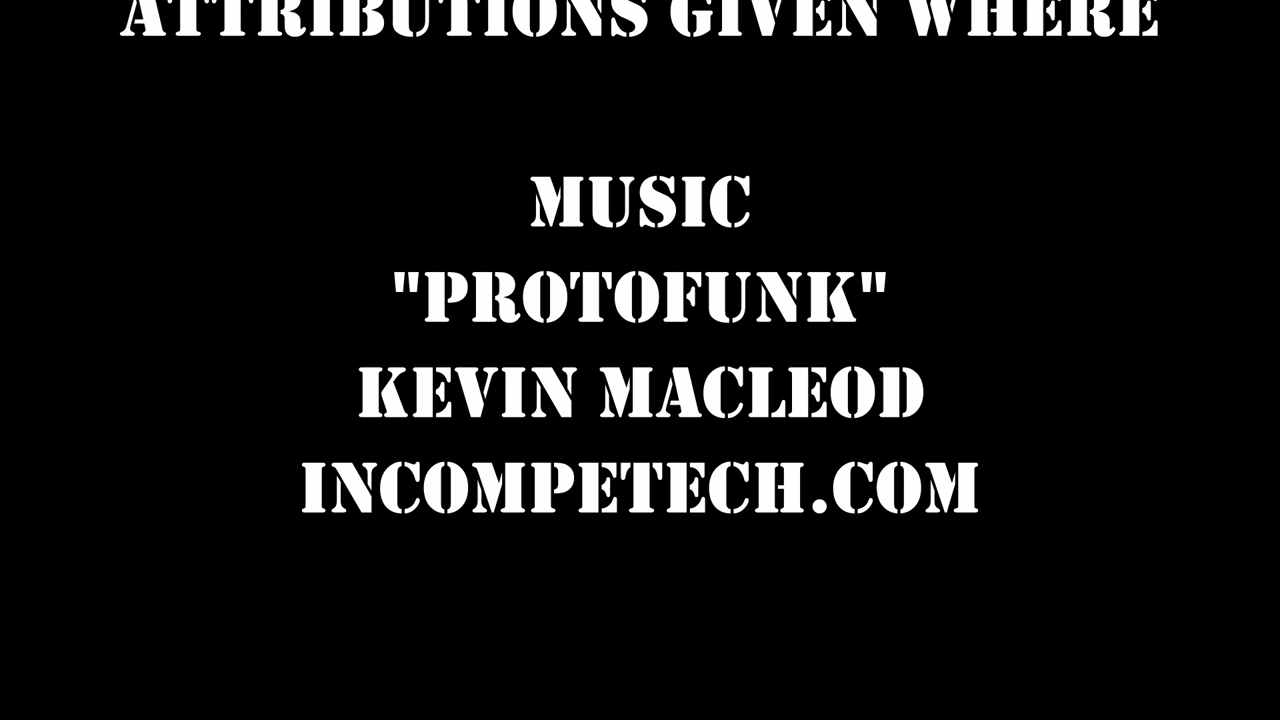 ATTRIBUTIONS GIVEN WHERE
MUSIC
"PROTOFUNK"
KEVIN MACLEOD
INCOMPETECH.COM